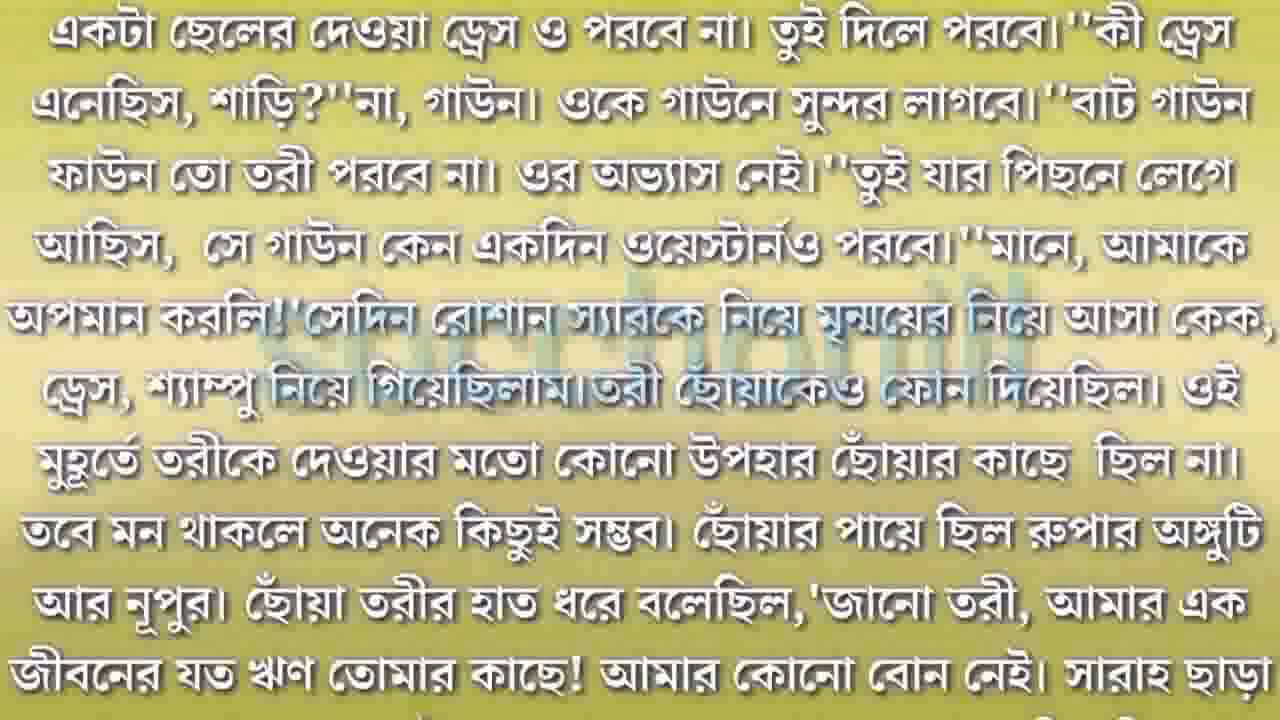 একটা ছেলের দেওয়া ড্রেস ও পরবে না। তুই দিলে পরবে।''কী ড্রেস
এনেছিস, শাড়ি?''না, গাউন। ওকে গাউনে সুন্দর লাগবে।''বাট গাউন
ফাউন তো তরী পরবে না। ওর অভ্যাস নেই।''তুই যার পিছনে লেগে
আছিস, সে গাউন কেন একদিন ওয়েস্টার্নও পরবে।''মানে, আমাকে
অপমান করলি!''সেদিন রোশান স্যারকে নিয়ে মৃন্ময়ের নিয়ে আসা কেক,
ড্রেস, শ্যাম্পু নিয়ে গিয়েছিলাম।তরী ছোঁয়াকেও ফোন দিয়েছিল। ওই
মুহূর্তে তরীকে দেওয়ার মতো কোনো উপহার ছোঁয়ার কাছে ছিল না।
তবে মন থাকলে অনেক কিছুই সম্ভব। ছোঁয়ার পায়ে ছিল রুপার অঙ্গুটি
আর নূপুর। ছোঁয়া তরীর হাত ধরে বলেছিল,'জানো তরী, আমার এক
জীবনের যত ঋণ তোমার কাছে! আমার কোনো বোন নেই। সারাহ ছাড়া